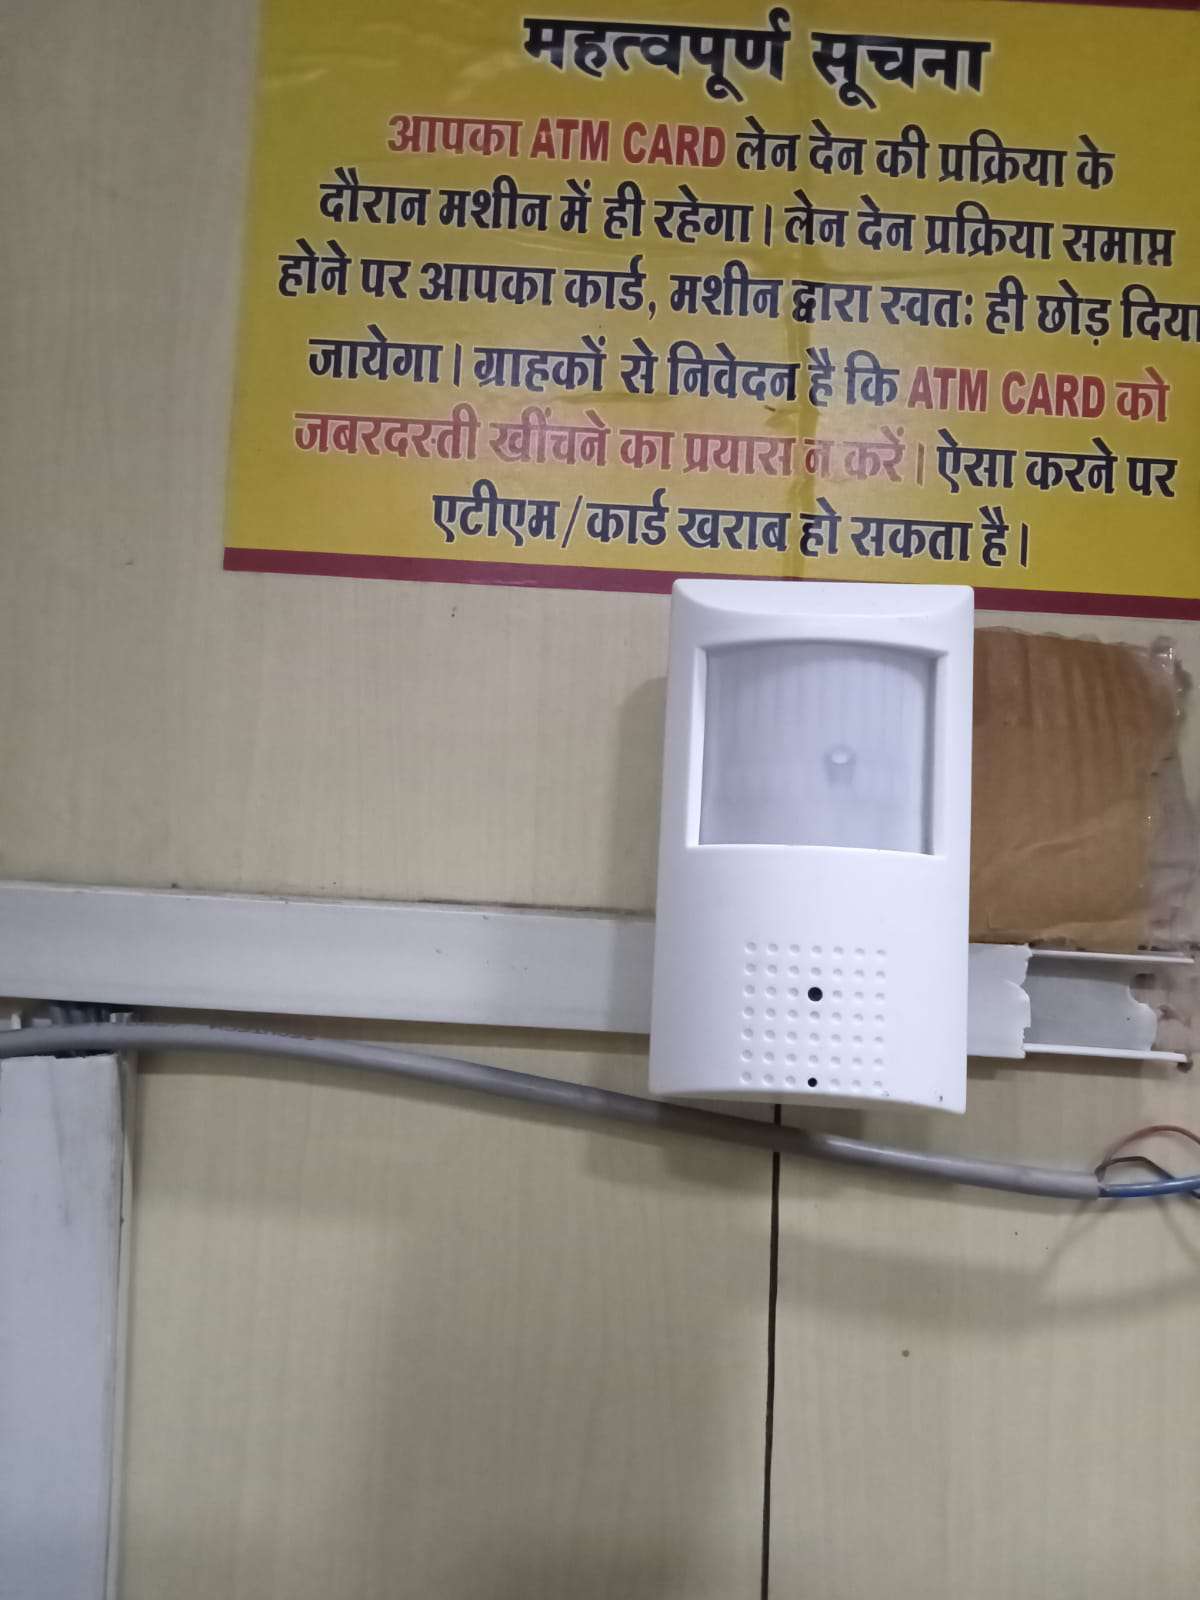 महत्वपूर्ण सूचना
आपका ATM CARD लेन देन की प्रक्रिया के
दौरान मशीन में ही रहेगा। लेन देन प्रक्रिया समाप्त
होने पर आपका कार्ड, मशीन द्वारा स्वतः ही छोड़ दिया
जायेगा। ग्राहकों से निवेदन है कि ATM CARD को
जबरदस्ती खींचने का प्रयास न करें। ऐसा करने पर
एटीएम/कार्ड खराब हो सकता है।